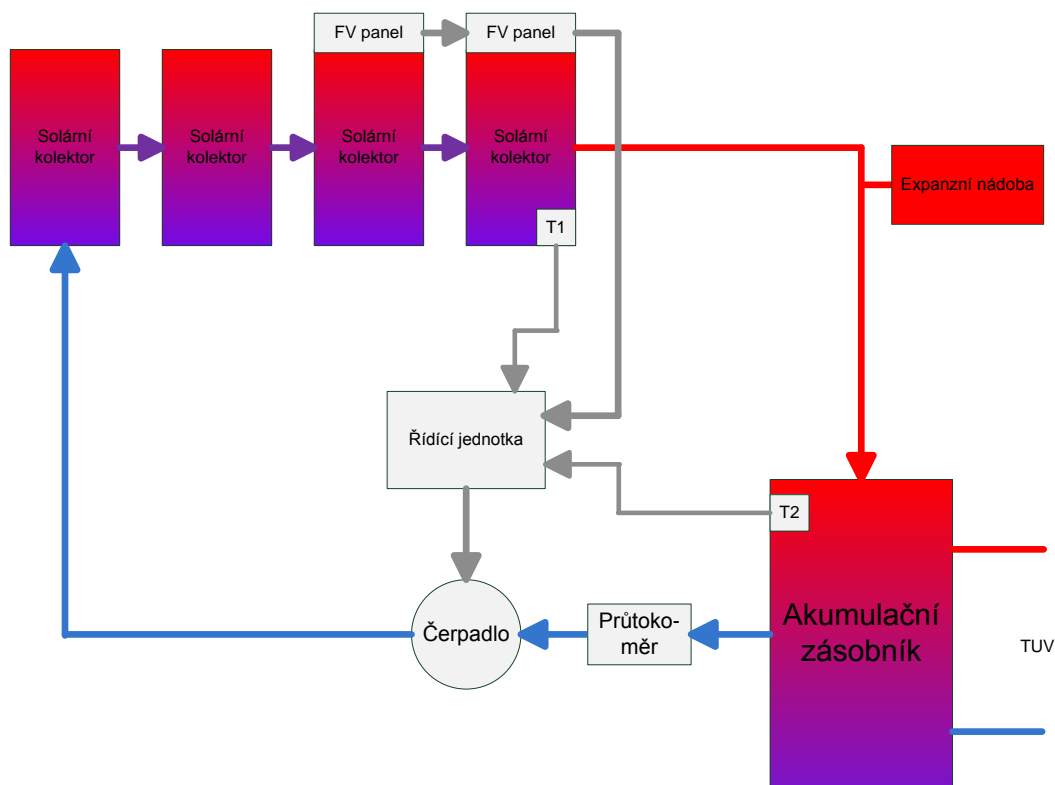 FV panel
FV panel
Solární
kolektor
Solární
kolektor
Solární
kolektor
Solární
kolektor
Expanzní nádoba
T1
Řídící jednotka
T2
Akumulační
zásobník
Čerpadlo
Průtoko-
měr
TUV